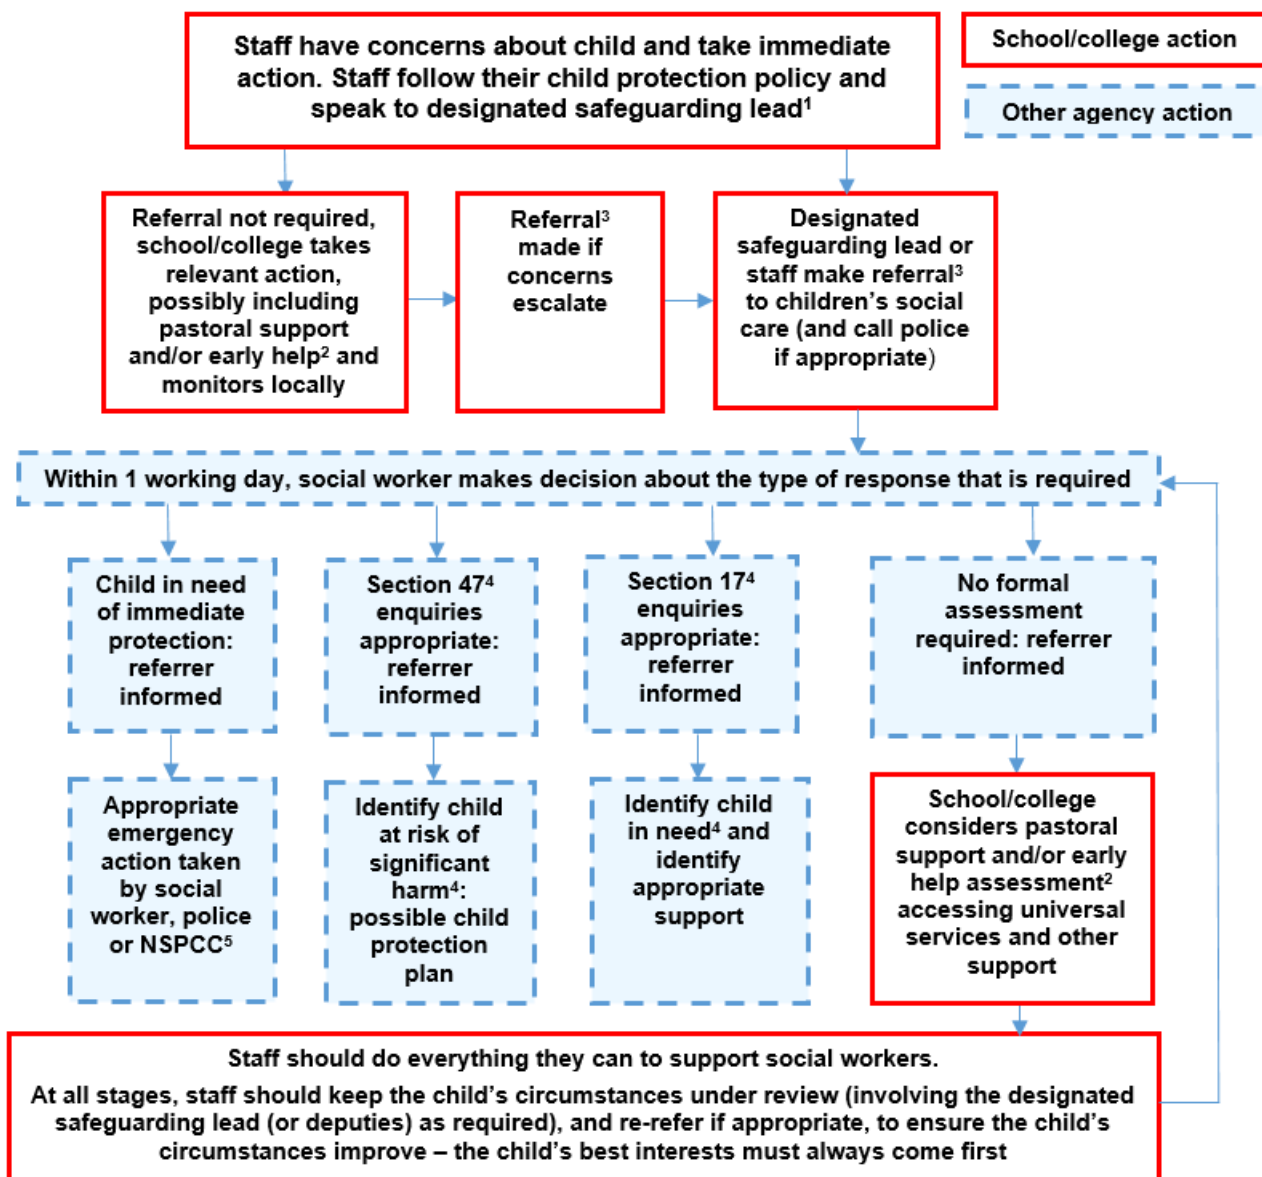 Staff have concerns about child and take immediate
action. Staff follow their child protection policy and
speak to designated safeguarding lead¹
School/college action
Other agency action
Referral not required,
school/college takes
relevant action,
possibly including
pastoral support
and/or early help² and
monitors locally
Referral³
made if
concerns
escalate
Designated
safeguarding lead or
staff make referral³
to children’s social
care (and call police
if appropriate)
Within 1 working day, social worker makes decision about the type of response that is required
Child in need
of immediate
protection:
referrer
informed
Section 47⁴
enquiries
appropriate:
referrer
informed
Section 17⁴
enquiries
appropriate:
referrer
informed
No formal
assessment
required: referrer
informed
Appropriate
emergency
action taken
by social
worker, police
or NSPCC⁵
Identify child
at risk of
significant
harm⁴:
possible child
protection
plan
Identify child
in need⁴ and
identify
appropriate
support
School/college
considers pastoral
support and/or early
help assessment²
accessing universal
services and other
support
Staff should do everything they can to support social workers.
At all stages, staff should keep the child’s circumstances under review (involving the designated
safeguarding lead (or deputies) as required), and re-refer if appropriate, to ensure the child’s
circumstances improve – the child’s best interests must always come first